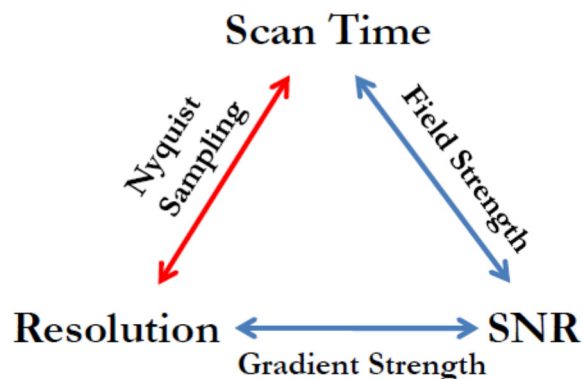 Scan Time
Nyquist
Sampling
Field Strength
Resolution
SNR
Gradient Strength